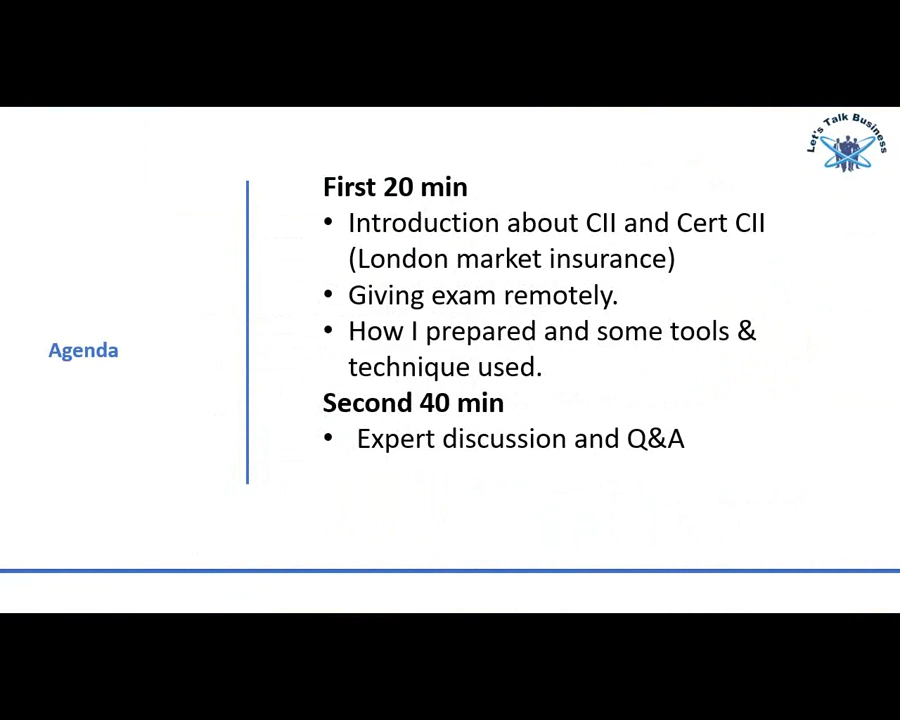 Let's Talk Business
First 20 min
• Introduction about CII and Cert CII
(London market insurance)
• Giving exam remotely.
• How I prepared and some tools &
technique used.
Agenda
Second 40 min
• Expert discussion and Q&A